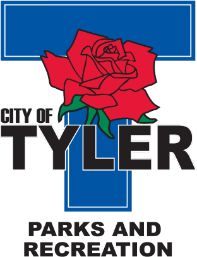 CITY OF
TYLER
PARKS AND
RECREATION